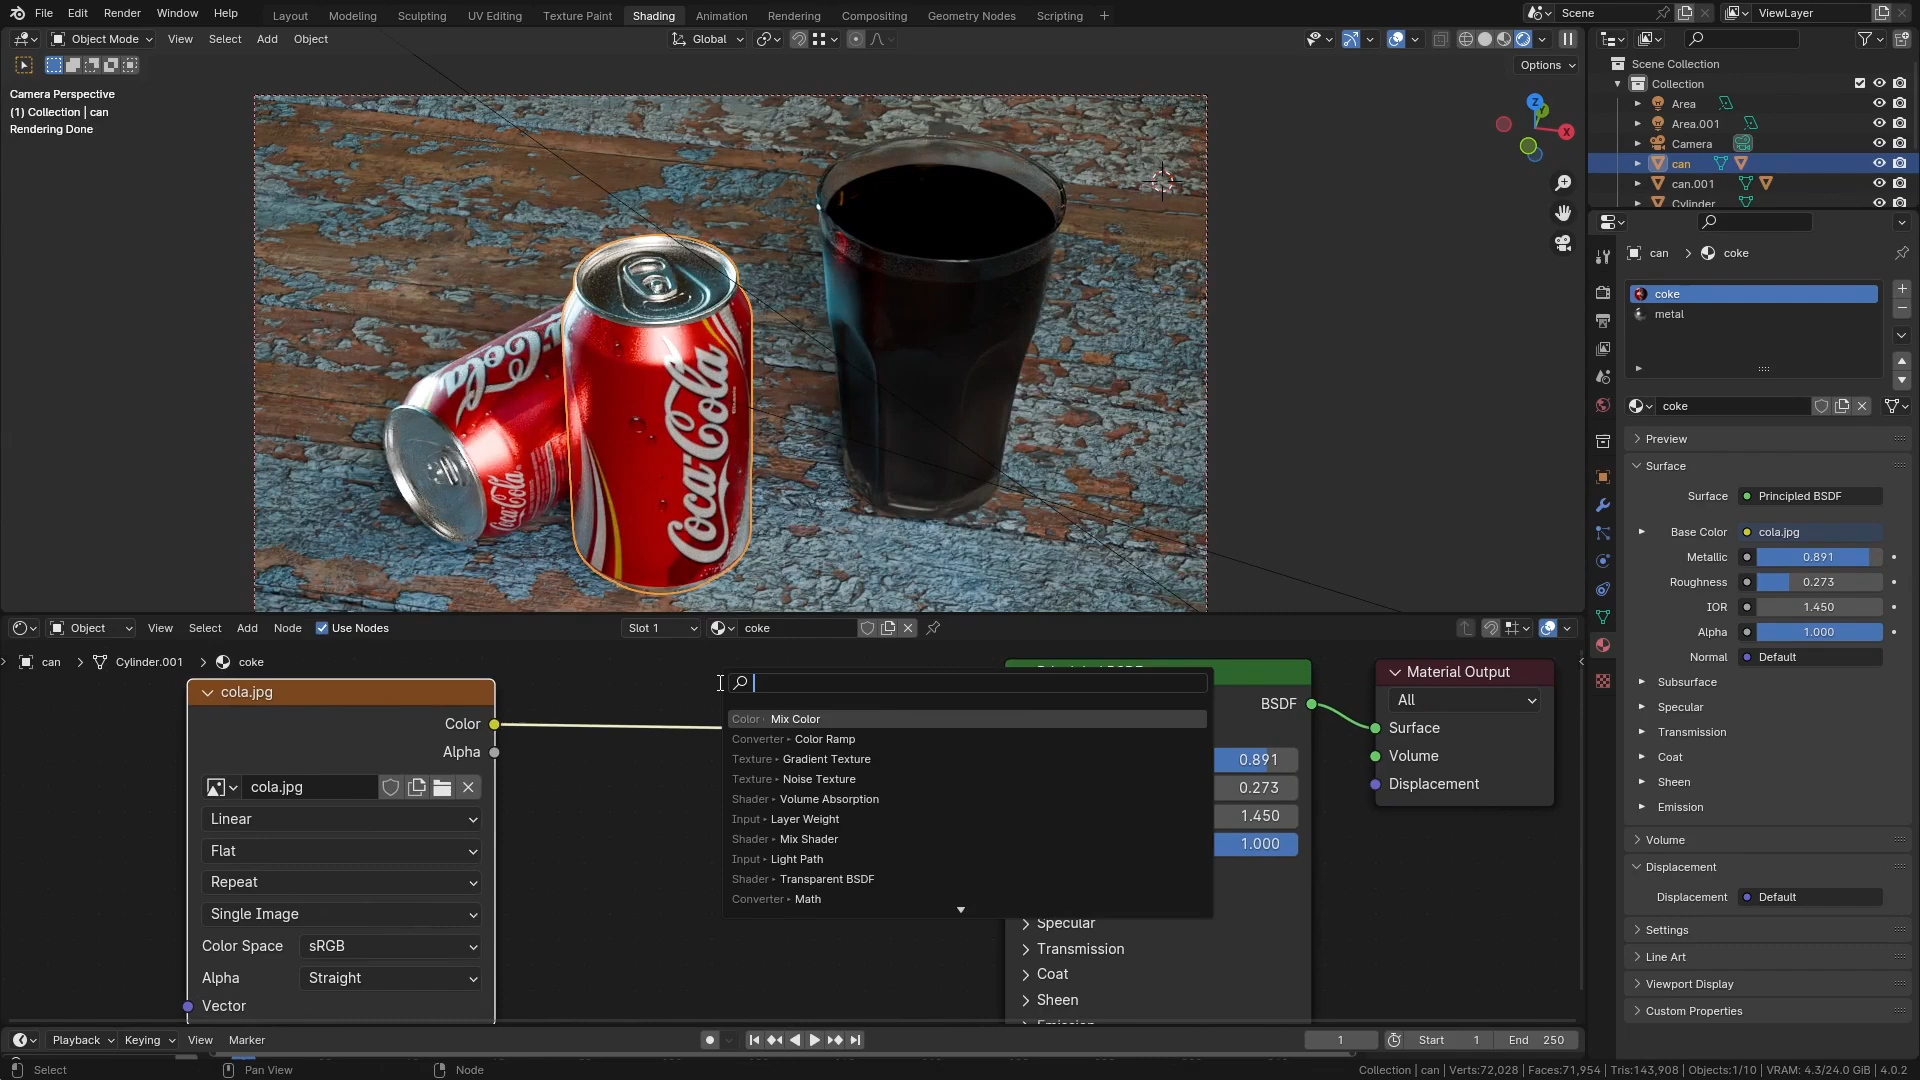 File Edit Render Window Help
Layout Modeling Sculpting UV Editing Texture Paint Shading Animation Rendering Compositing Geometry Nodes Scripting +
Scene
ViewLayer
Object Mode View Select Add Object
Global
Options
Camera Perspective
(1) Collection | can
Rendering Done
Z
Y
X
Coca-Cola
Coca-Cola
Coca-Cola
Classic
Scene Collection
Collection
Area
Area.001
Camera
can
can.001
Cylinder
can > coke
coke
metal
coke
Preview
Surface
Surface Principled BSDF
Base Color cola.jpg
Metallic 0.891
Roughness 0.273
IOR 1.450
Alpha 1.000
Normal Default
Subsurface
Specular
Transmission
Coat
Sheen
Emission
Volume
Displacement
Displacement Default
Settings
Line Art
Viewport Display
Custom Properties
Object View Select Add Node Use Nodes
Slot 1
coke
can > Cylinder.001 > coke
cola.jpg
Color
Alpha
cola.jpg
Linear
Flat
Repeat
Single Image
Color Space sRGB
Alpha Straight
Vector
Color Mix Color
Converter Color Ramp
Texture Gradient Texture
Texture Noise Texture
Shader Volume Absorption
Input Layer Weight
Shader Mix Shader
Input Light Path
Shader Transparent BSDF
Converter Math
BSDF
0.891
0.273
1.450
1.000
Specular
Transmission
Coat
Sheen
Material Output
All
Surface
Volume
Displacement
Playback Keying View Marker
1
Start 1
End 250
Select
Pan View
Node
Collection | can | Verts:72,028 | Faces:71,954 | Tris:143,908 | Objects:1/10 | VRAM: 4.3/24.0 GiB | 4.0.2